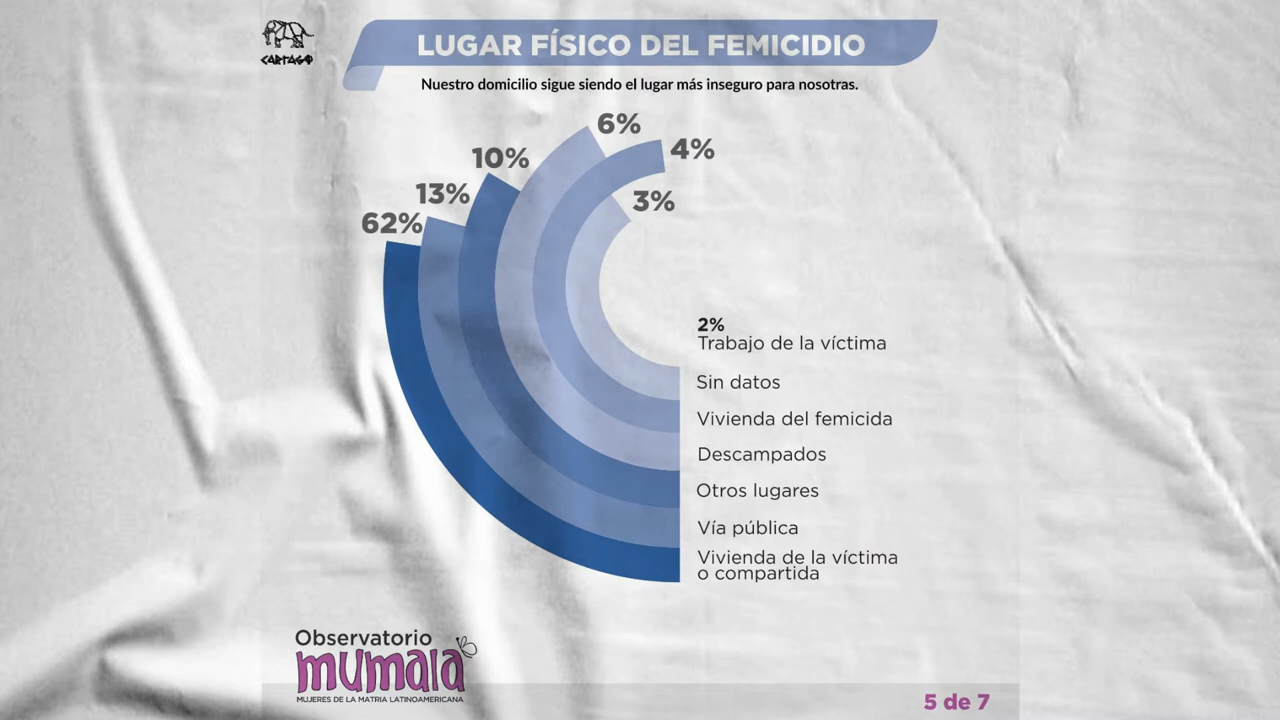 CARTAGO
LUGAR FÍSICO DEL FEMICIDIO
Nuestro domicilio sigue siendo el lugar más inseguro para nosotras.
6%
4%
10%
3%
13%
62%
2%
Trabajo de la víctima
Sin datos
Vivienda del femicida
Descampados
Otros lugares
Vía pública
Vivienda de la víctima
o compartida
Observatorio
mumala
MUJERES DE LA MATRIA LATINOAMERICANA
5 de 7